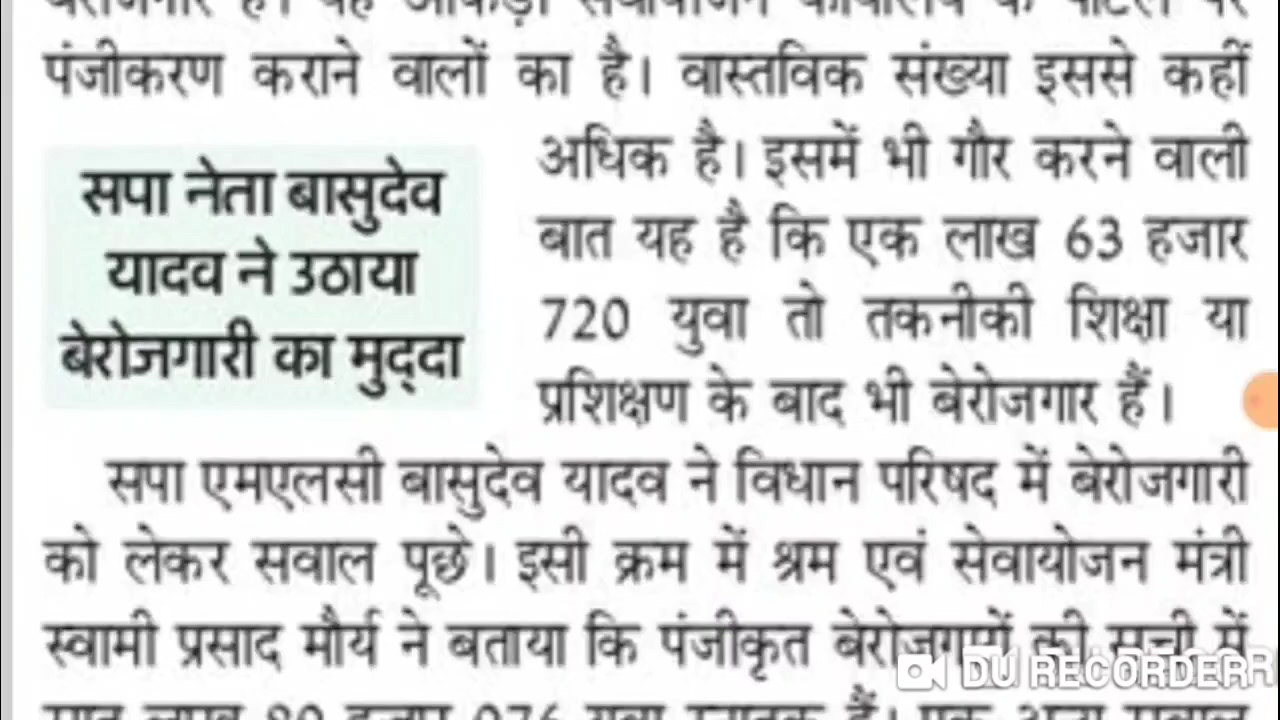 पंजीकरण कराने वालों का है। वास्तविक संख्या इससे कहीं
सपा नेता बासुदेव
यादव ने उठाया
बेरोजगारी का मुद्दा
अधिक है। इसमें भी गौर करने वाली
बात यह है कि एक लाख 63 हजार
720 युवा तो तकनीकी शिक्षा या
प्रशिक्षण के बाद भी बेरोजगार हैं।
सपा एमएलसी बासुदेव यादव ने विधान परिषद में बेरोजगारी
को लेकर सवाल पूछे। इसी क्रम में श्रम एवं सेवायोजन मंत्री
स्वामी प्रसाद मौर्य ने बताया कि पंजीकृत बेरोजगारों की सूची में
DU RECORDER